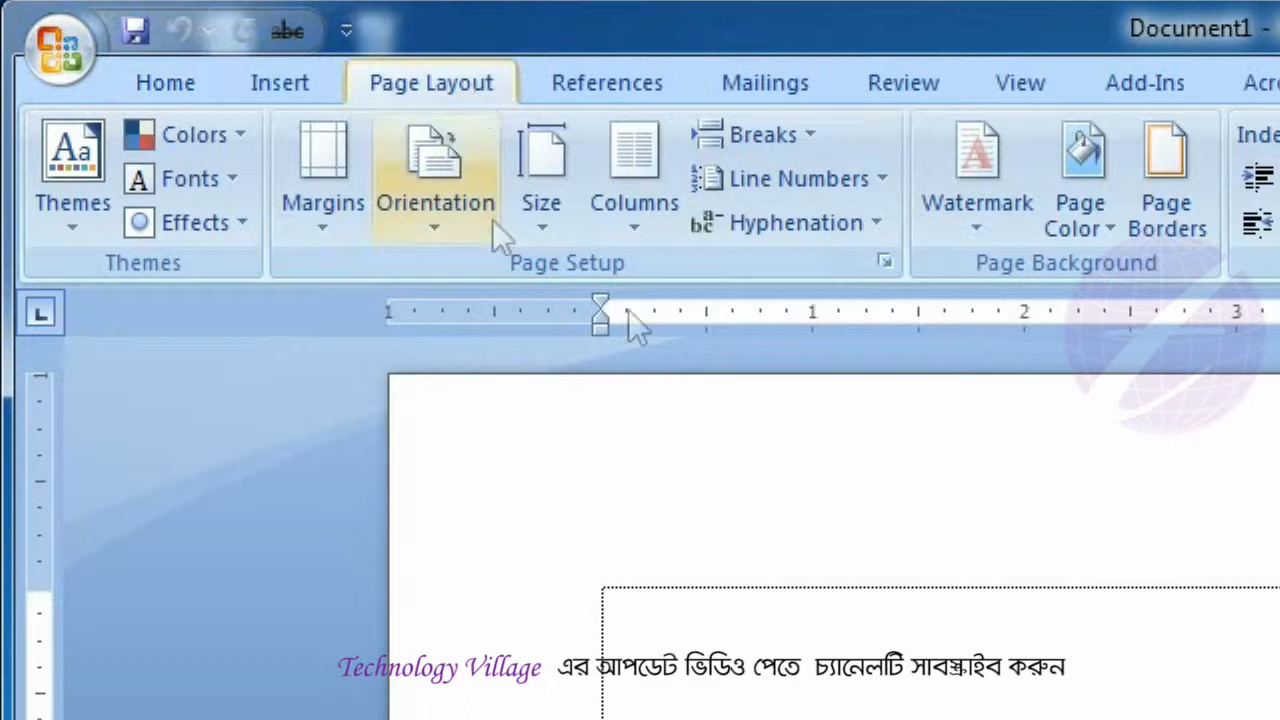 abc
Document1 -
Home Insert Page Layout References Mailings Review View Add-Ins
Aa Colors Breaks
A Fonts Line Numbers
Themes Effects Margins Orientation Size Columns Hyphenation Watermark Page Color Page Borders
Themes Page Setup Page Background
1 1 2 3
Technology Village এর আপডেট ভিডিও পেতে চ্যানেলটি সাবস্ক্রাইব করুন